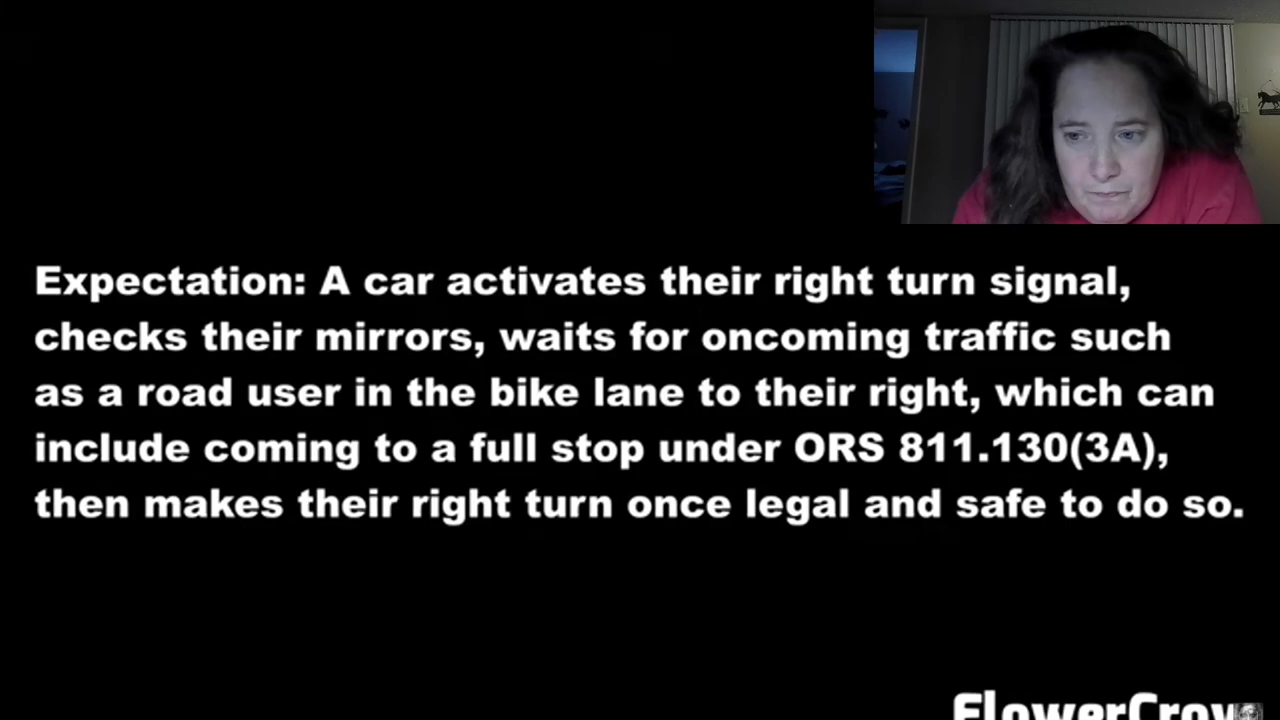 Expectation: A car activates their right turn signal,
checks their mirrors, waits for oncoming traffic such
as a road user in the bike lane to their right, which can
include coming to a full stop under ORS 811.130(3A),
then makes their right turn once legal and safe to do so.